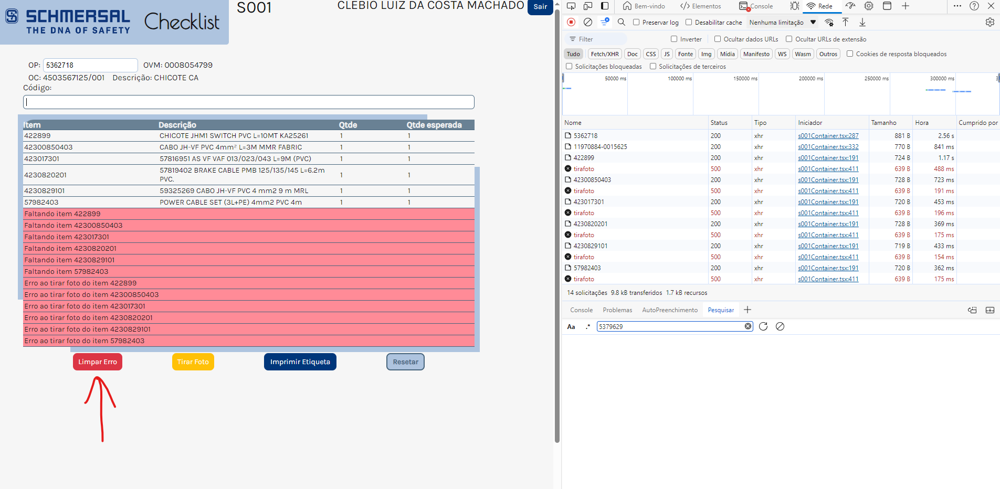 SCHMERSAL
THE DNA OF SAFETY
Checklist
S001
CLEBIO LUIZ DA COSTA MACHADO
Sair
OP: 5362718 OVM: 0008054799
OC: 4503567125/001 Descrição: CHICOTE CA
Código:
Item Descrição Qtde Qtde esperada
422899 CHICOTE JHM1 SWITCH PVC L=10MT KA25261 1 1
42300850403 CABO JH-VF PVC 4mm² L=3M MMR FABRIC 1 1
423017301 57816951 AS VF VAF 013/023/043 L=9M (PVC) 1 1
4230820201 57819402 BRAKE CABLE PMB 125/135/145 L=6.2m PVC. 1 1
4230829101 59325269 CABO JH-VF PVC 4 mm2 9 m MRL 1 1
57982403 POWER CABLE SET (3L+PE) 4mm2 PVC 4m 1 1
Faltando item 422899
Faltando item 42300850403
Faltando item 423017301
Faltando item 4230820201
Faltando item 4230829101
Faltando item 57982403
Erro ao tirar foto do item 422899
Erro ao tirar foto do item 42300850403
Erro ao tirar foto do item 423017301
Erro ao tirar foto do item 4230820201
Erro ao tirar foto do item 4230829101
Erro ao tirar foto do item 57982403
Limpar Erro Tirar Foto Imprimir Etiqueta Resetar
Bem-vindo Elementos Console Rede
Preservar log Desabilitar cache Nenhuma limitação
Filter Inverter Ocultar dados URLs Ocultar URLs de extensão
Tudo Fetch/XHR Doc CSS JS Fonte Img Mídia Manifesto WS Wasm Outros Cookies de resposta bloqueados
Solicitações bloqueadas Solicitações de terceiros
50000 ms 100000 ms 150000 ms 200000 ms 250000 ms 300000 ms 3
Nome Status Tipo Iniciador Tamanho Hora Cumprido por
5362718 200 xhr s001Container.tsx:287 881 B 2.56 s
11970884-0015625 200 xhr s001Container.tsx:332 770 B 841 ms
422899 200 xhr s001Container.tsx:191 724 B 1.17 s
tirafoto 500 xhr s001Container.tsx:411 639 B 488 ms
42300850403 200 xhr s001Container.tsx:191 728 B 723 ms
tirafoto 500 xhr s001Container.tsx:411 639 B 191 ms
423017301 200 xhr s001Container.tsx:191 720 B 453 ms
tirafoto 500 xhr s001Container.tsx:411 639 B 196 ms
4230820201 200 xhr s001Container.tsx:191 728 B 369 ms
tirafoto 500 xhr s001Container.tsx:411 639 B 175 ms
4230829101 200 xhr s001Container.tsx:191 719 B 433 ms
tirafoto 500 xhr s001Container.tsx:411 639 B 154 ms
57982403 200 xhr s001Container.tsx:191 720 B 362 ms
tirafoto 500 xhr s001Container.tsx:411 639 B 175 ms
14 solicitações 9.8 kB transferidos 1.7 kB recursos
Console Problemas AutoPreenchimento Pesquisar
Aa .* 5379629